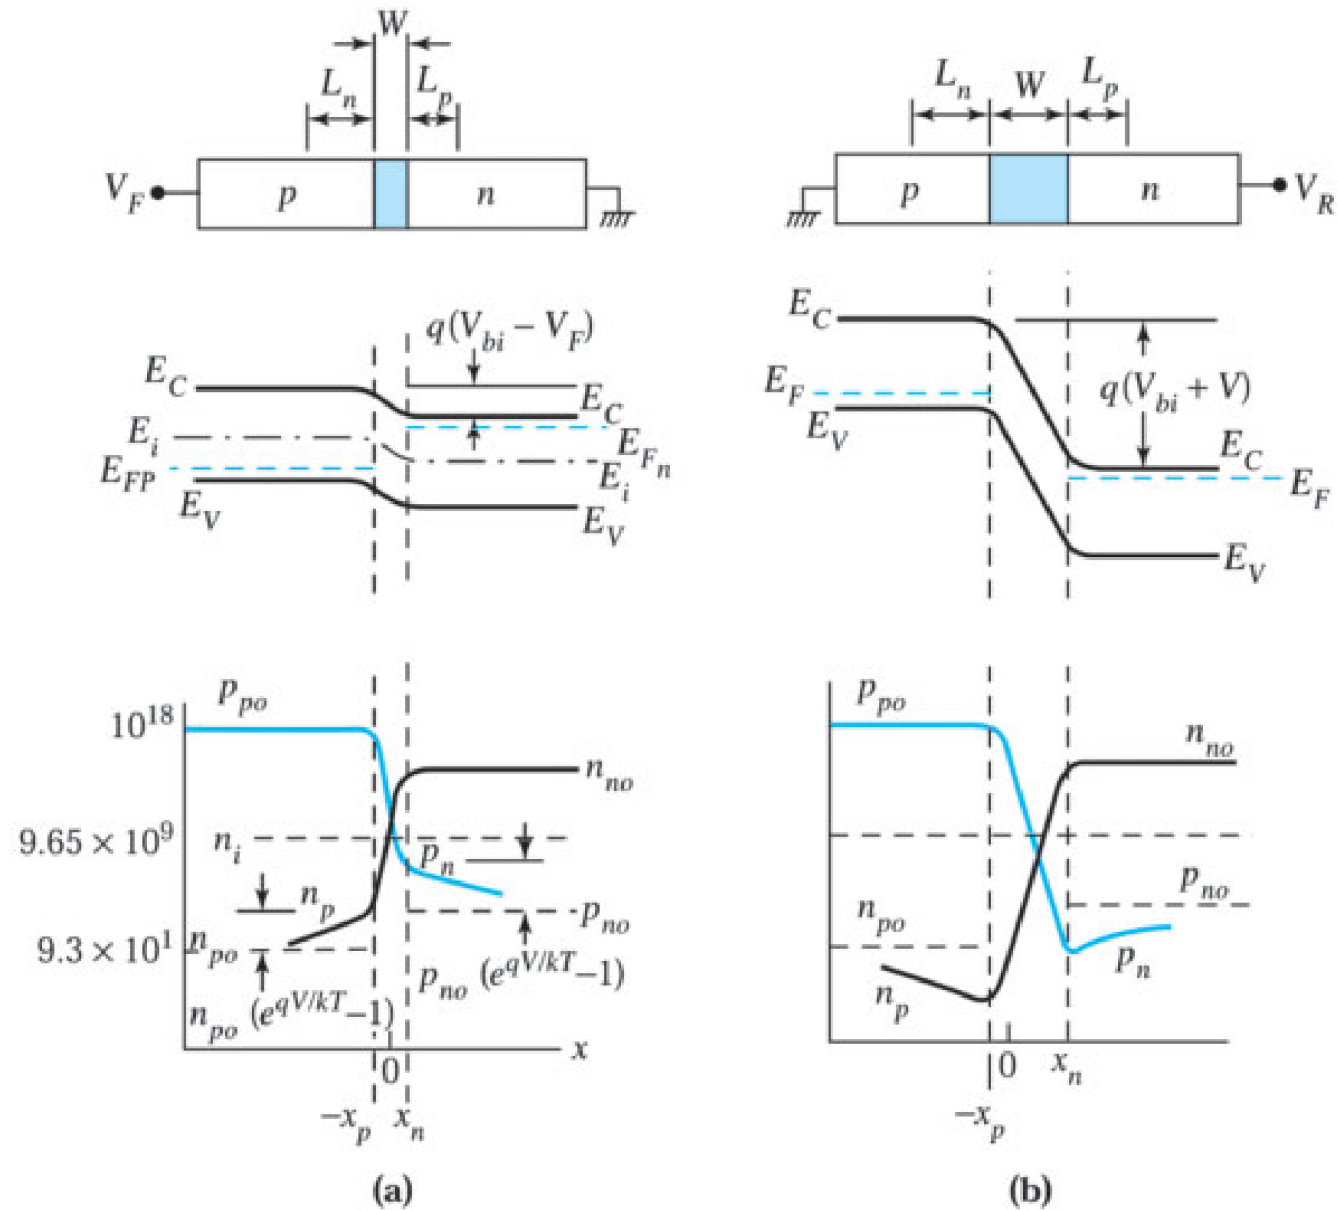 W
L_n
L_p
V_F
p
n
q(V_bi – V_F)
E_C
E_C
E_i
E_Fn
E_FP
E_i
E_V
E_V
p_po
10^18
n_no
9.65 × 10^9
n_i
p_n
n_p
p_no
9.3 × 10^1
n_po
p_no (e^qV/kT–1)
n_po (e^qV/kT–1)
x
0
–x_p
x_n
(a)
L_n
W
L_p
p
n
V_R
E_C
E_F
q(V_bi + V)
E_V
E_C
E_F
E_V
p_po
n_no
p_no
n_po
p_n
n_p
0
x_n
–x_p
(b)